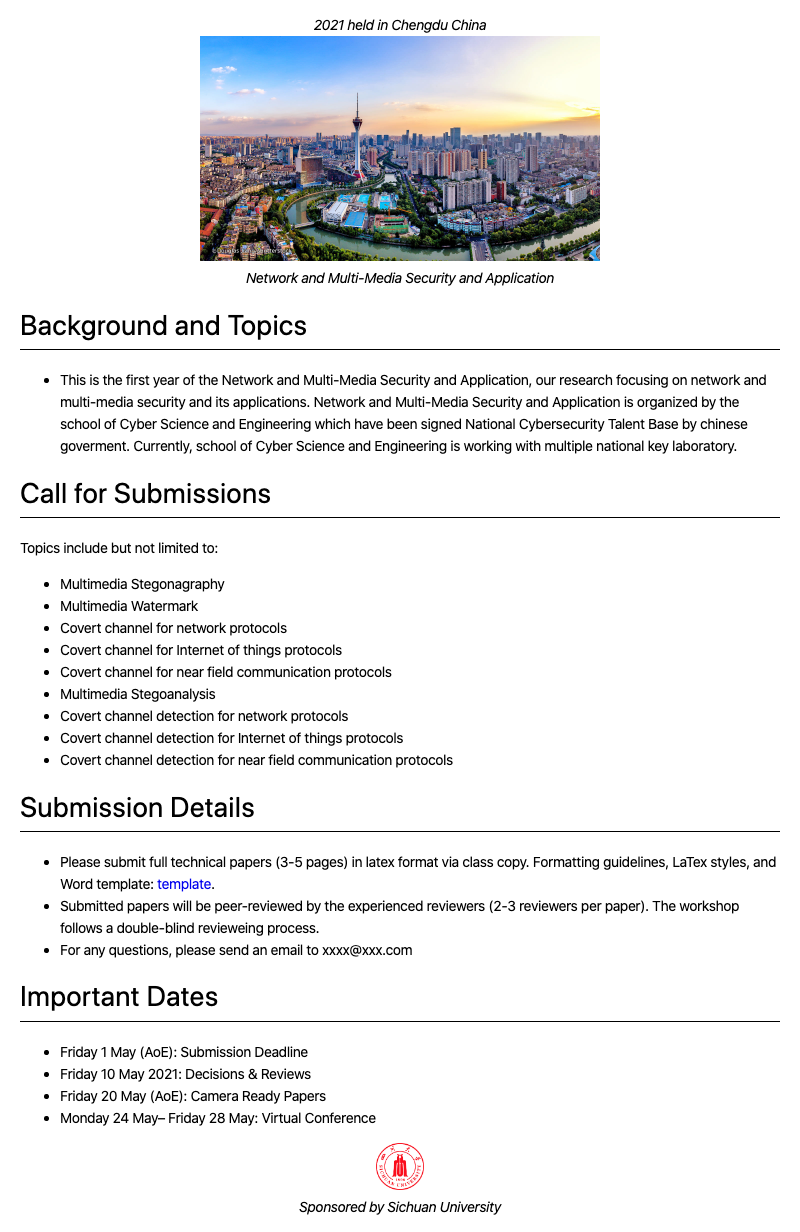 2021 held in Chengdu China
Network and Multi-Media Security and Application
Background and Topics
• This is the first year of the Network and Multi-Media Security and Application, our research focusing on network and
multi-media security and its applications. Network and Multi-Media Security and Application is organized by the
school of Cyber Science and Engineering which have been signed National Cybersecurity Talent Base by chinese
goverment. Currently, school of Cyber Science and Engineering is working with multiple national key laboratory.
Call for Submissions
Topics include but not limited to:
• Multimedia Stegonagraphy
• Multimedia Watermark
• Covert channel for network protocols
• Covert channel for Internet of things protocols
• Covert channel for near field communication protocols
• Multimedia Stegoanalysis
• Covert channel detection for network protocols
• Covert channel detection for Internet of things protocols
• Covert channel detection for near field communication protocols
Submission Details
• Please submit full technical papers (3-5 pages) in latex format via class copy. Formatting guidelines, LaTex styles, and
Word template: template.
• Submitted papers will be peer-reviewed by the experienced reviewers (2-3 reviewers per paper). The workshop
follows a double-blind revieweing process.
• For any questions, please send an email to xxxx@xxx.com
Important Dates
• Friday 1 May (AoE): Submission Deadline
• Friday 10 May 2021: Decisions & Reviews
• Friday 20 May (AoE): Camera Ready Papers
• Monday 24 May– Friday 28 May: Virtual Conference
SICHUAN UNIVERSITY
Sponsored by Sichuan University